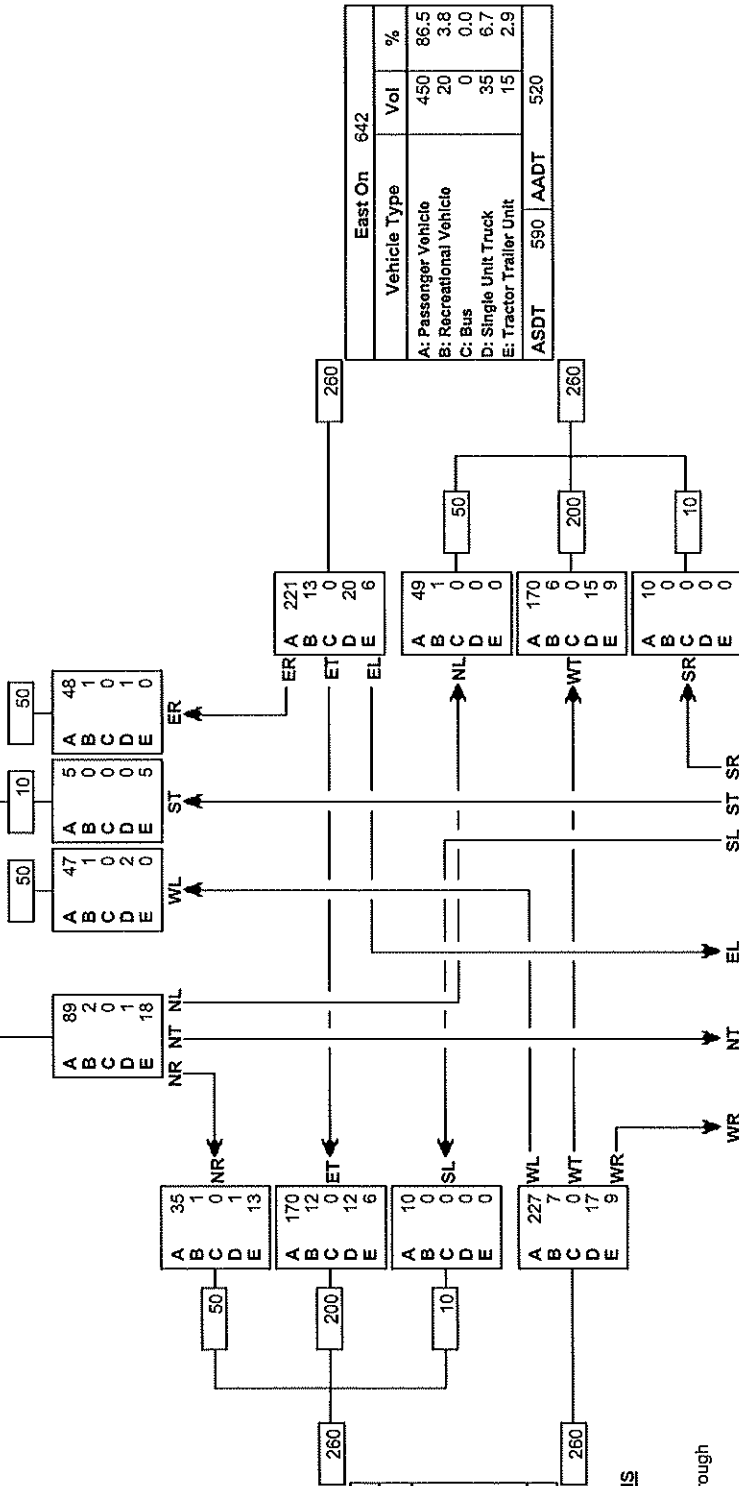 50
10
50
A 48
B 1
C 0
D 1
E 0
A 5
B 0
C 0
D 0
E 5
A 47
B 1
C 0
D 2
E 0
A 89
B 2
C 0
D 1
E 18
ER
ST
WL
NR NT NL
East On 642
Vehicle Type Vol %
A: Passenger Vehicle 450 86.5
B: Recreational Vehicle 20 3.8
C: Bus 0 0.0
D: Single Unit Truck 35 6.7
E: Tractor Trailer Unit 15 2.9
ASDT 590 AADT 520
260
A 221
B 13
C 0
D 20
E 6
ER
ET
EL
50
A 49
B 1
C 0
D 0
E 0
NL
260
200
A 170
B 6
C 0
D 15
E 9
WT
10
A 10
B 0
C 0
D 0
E 0
SR
50
A 35
B 1
C 0
D 1
E 13
NR
260
200
A 170
B 12
C 0
D 12
E 6
ET
10
A 10
B 0
C 0
D 0
E 0
SL
260
A 227
B 7
C 0
D 17
E 9
WL
WT
WR
WR
NT
EL
SL
ST
SR
NS
rough